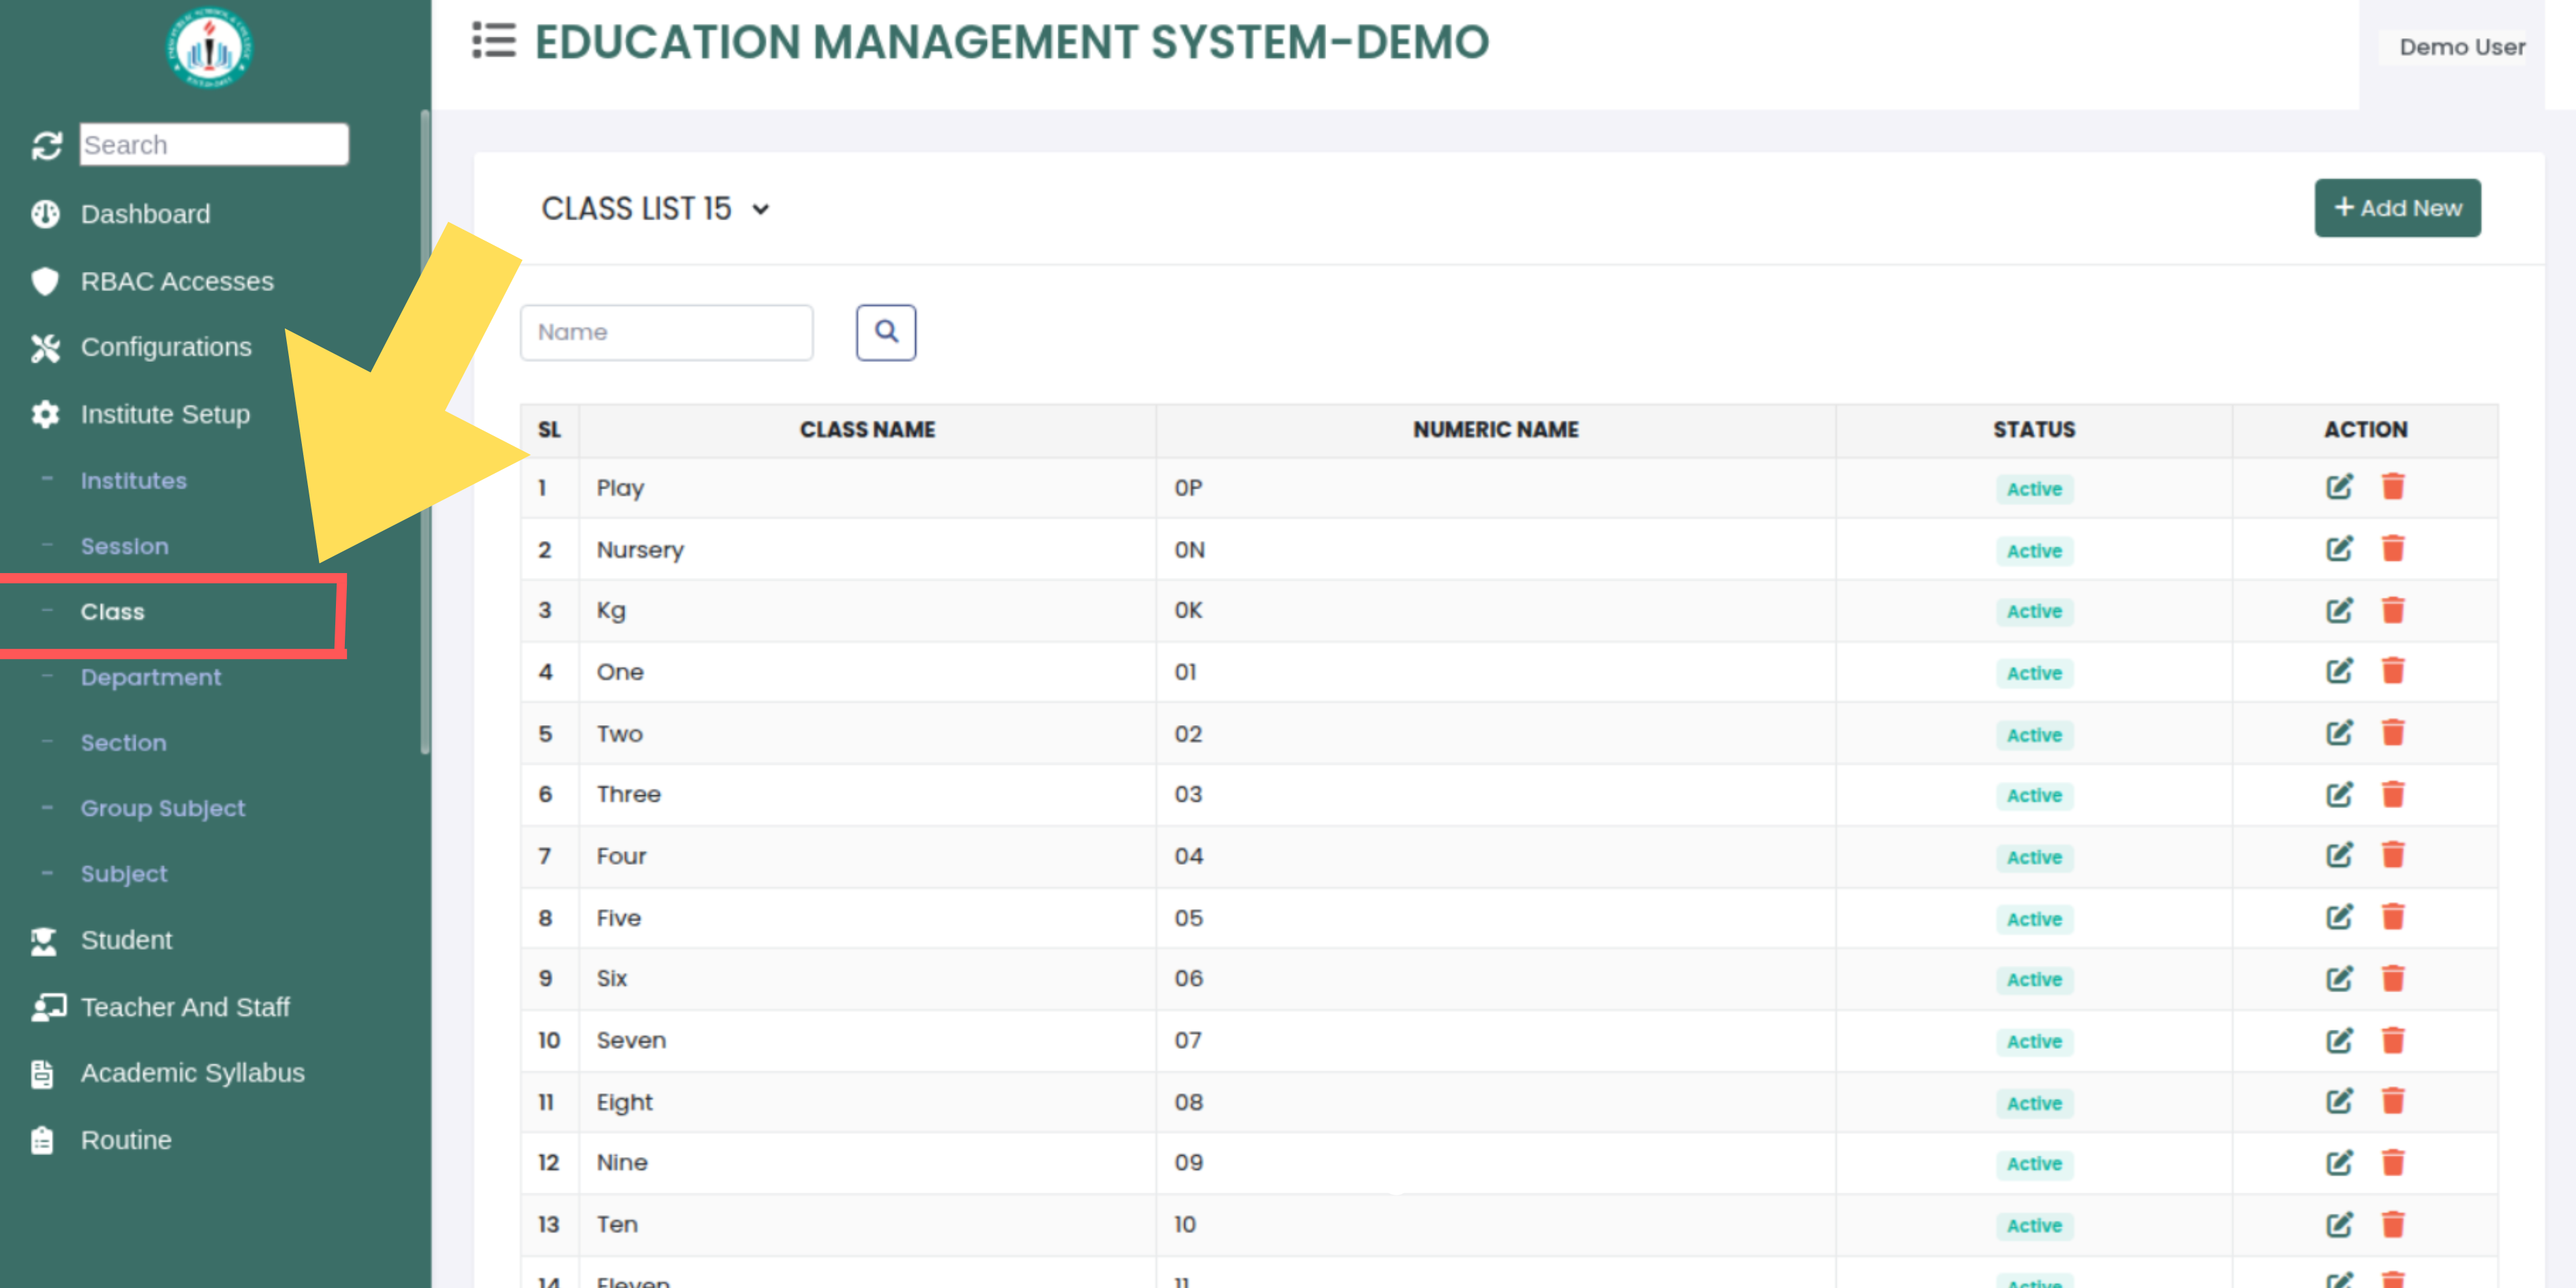 EDUCATION MANAGEMENT SYSTEM-DEMO
Demo User
Search
Dashboard
RBAC Accesses
Configurations
Institute Setup
Institutes
Session
Class
Department
Section
Group Subject
Subject
Student
Teacher And Staff
Academic Syllabus
Routine
CLASS LIST 15
+ Add New
Name
SL CLASS NAME NUMERIC NAME STATUS ACTION
1 Play 0P Active
2 Nursery 0N Active
3 Kg 0K Active
4 One 01 Active
5 Two 02 Active
6 Three 03 Active
7 Four 04 Active
8 Five 05 Active
9 Six 06 Active
10 Seven 07 Active
11 Eight 08 Active
12 Nine 09 Active
13 Ten 10 Active
14 Eleven 11 Active